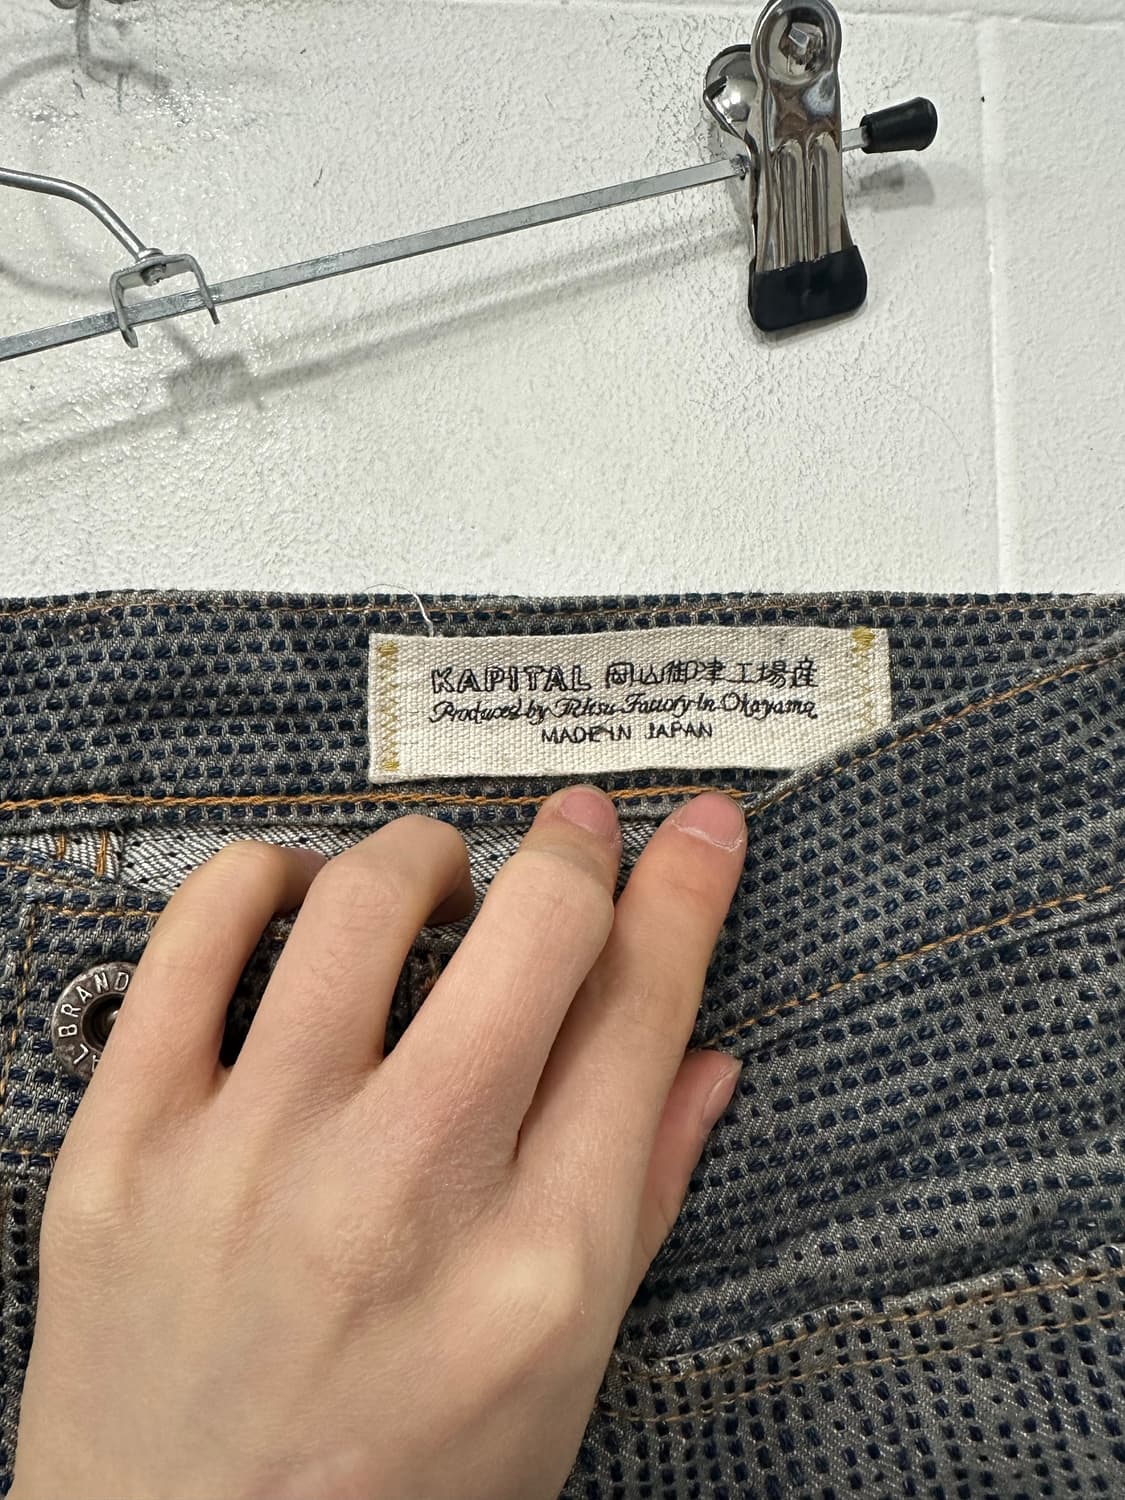 KAPITAL 岡山御津工場産
Produced by Mitsu Factory In Okayama
MADE IN JAPAN
BRAND